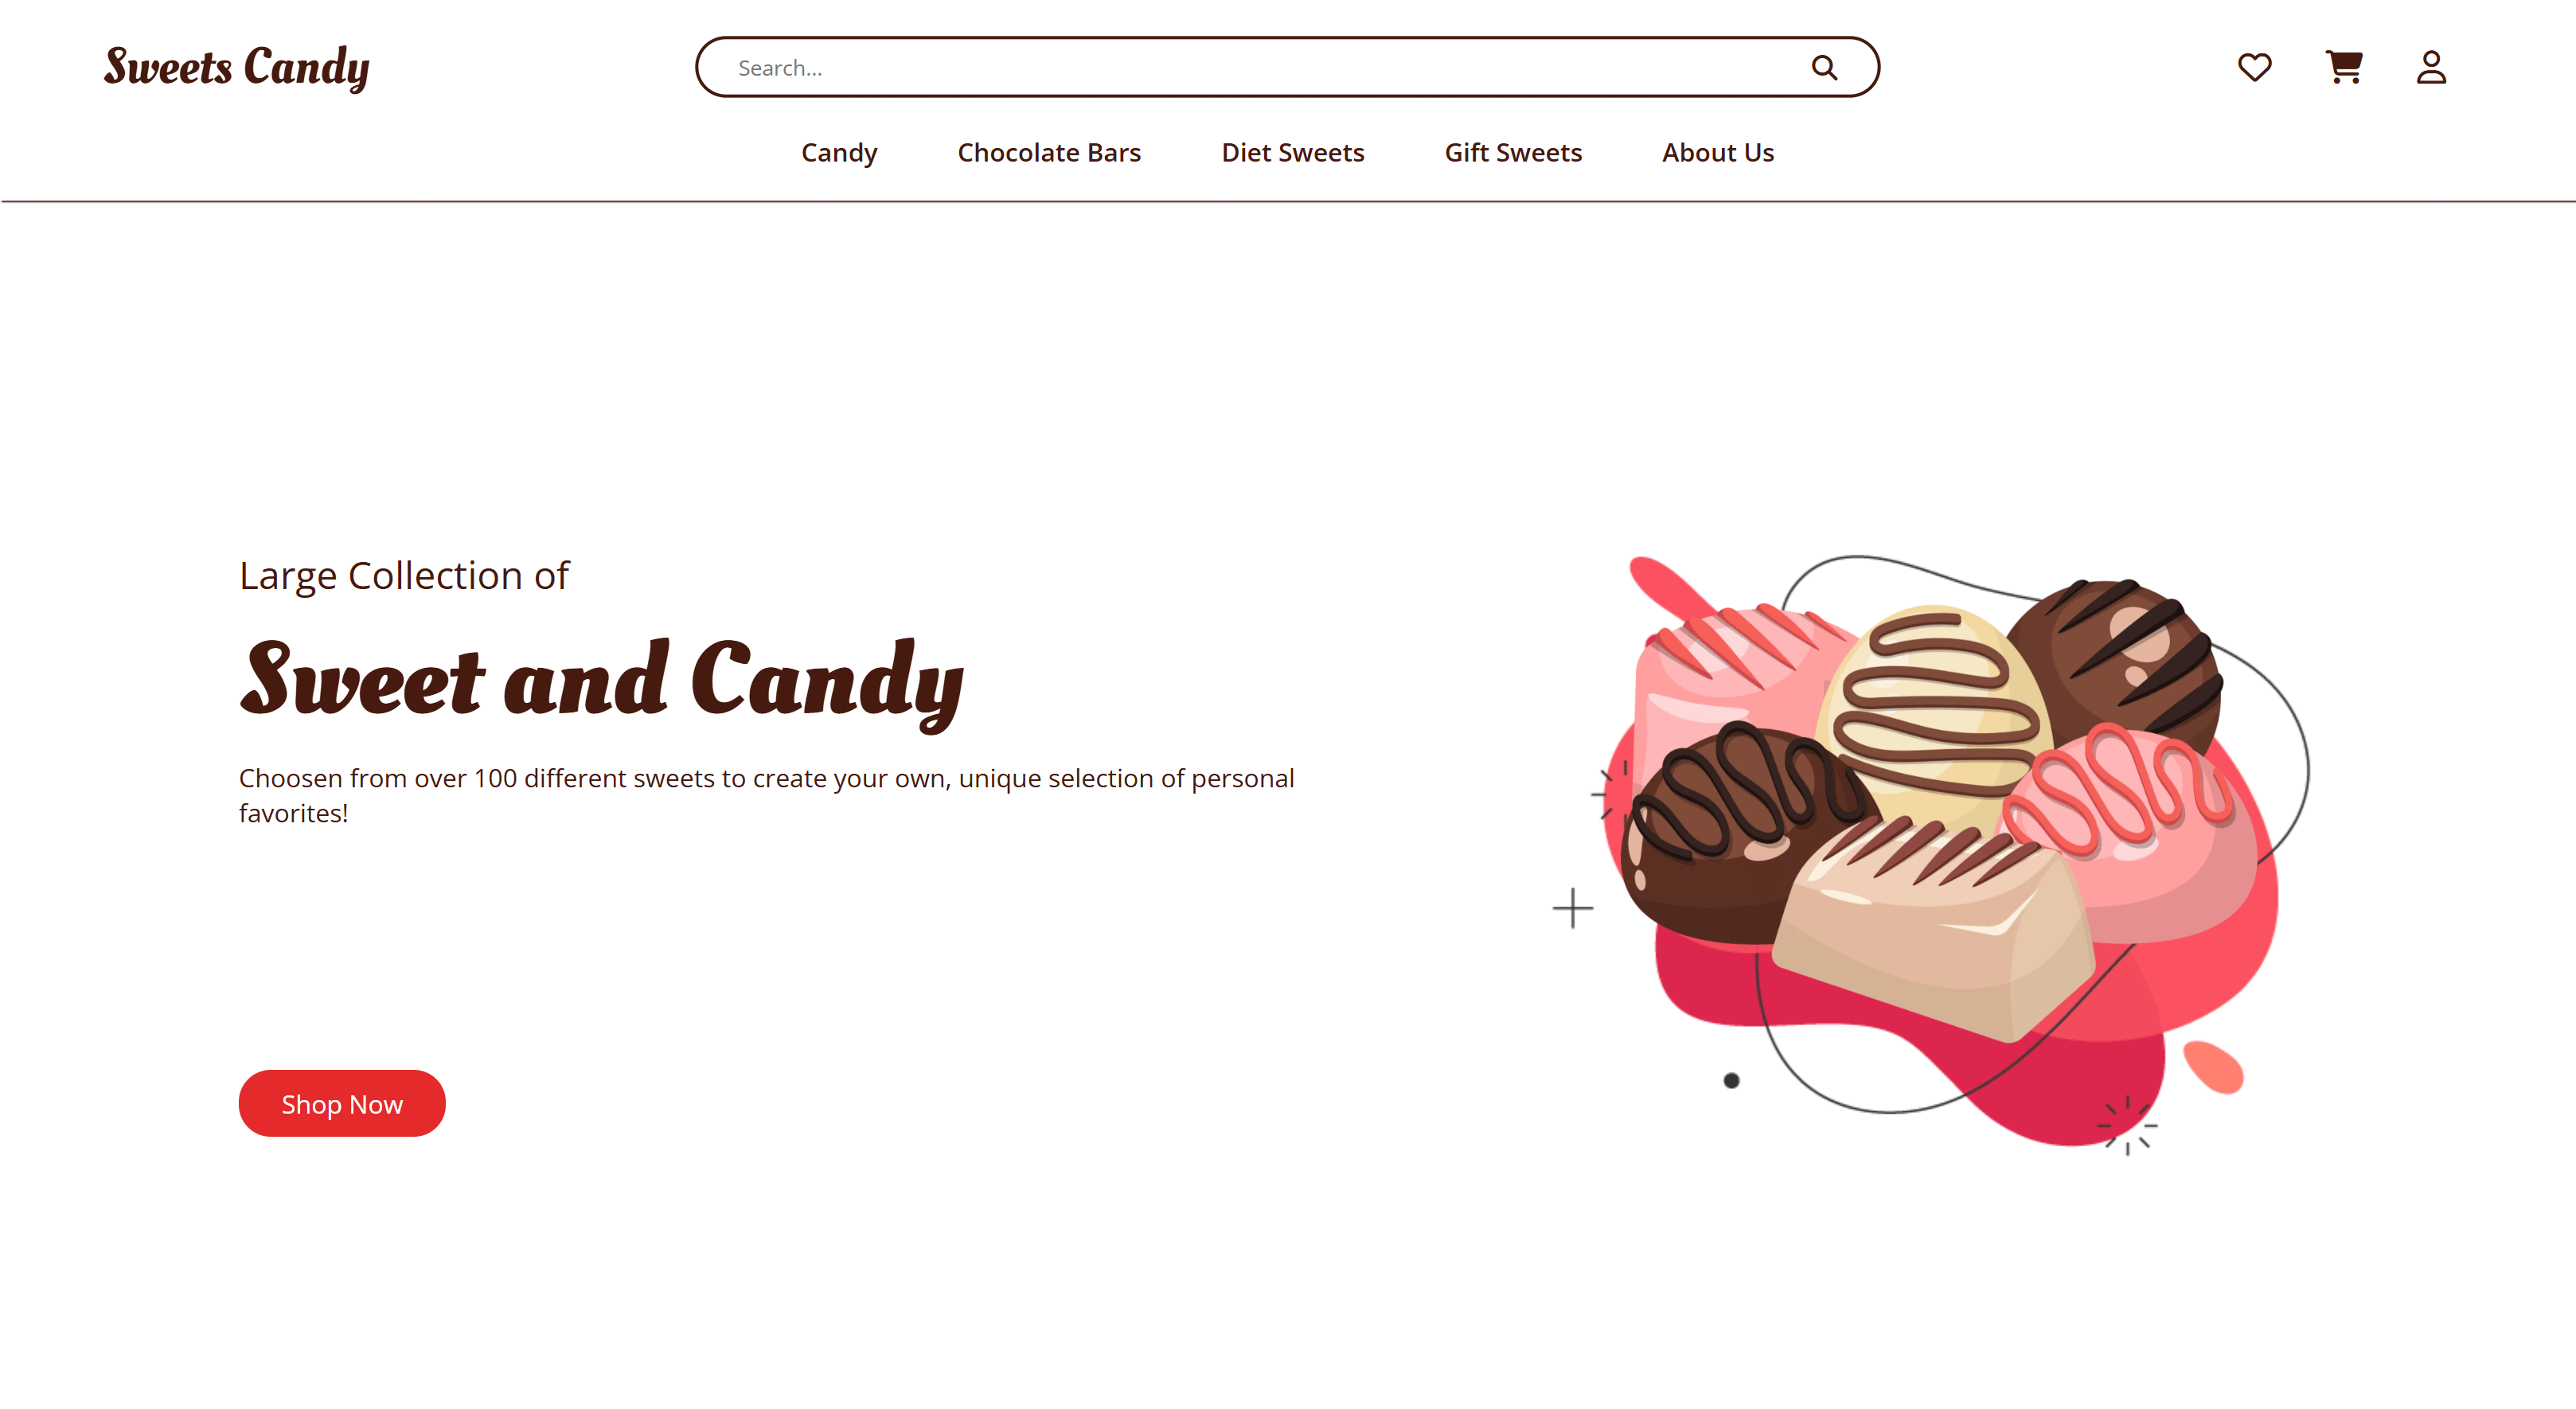 Sweets Candy
Search...
Candy Chocolate Bars Diet Sweets Gift Sweets About Us
Large Collection of
Sweet and Candy
Choosen from over 100 different sweets to create your own, unique selection of personal
favorites!
Shop Now